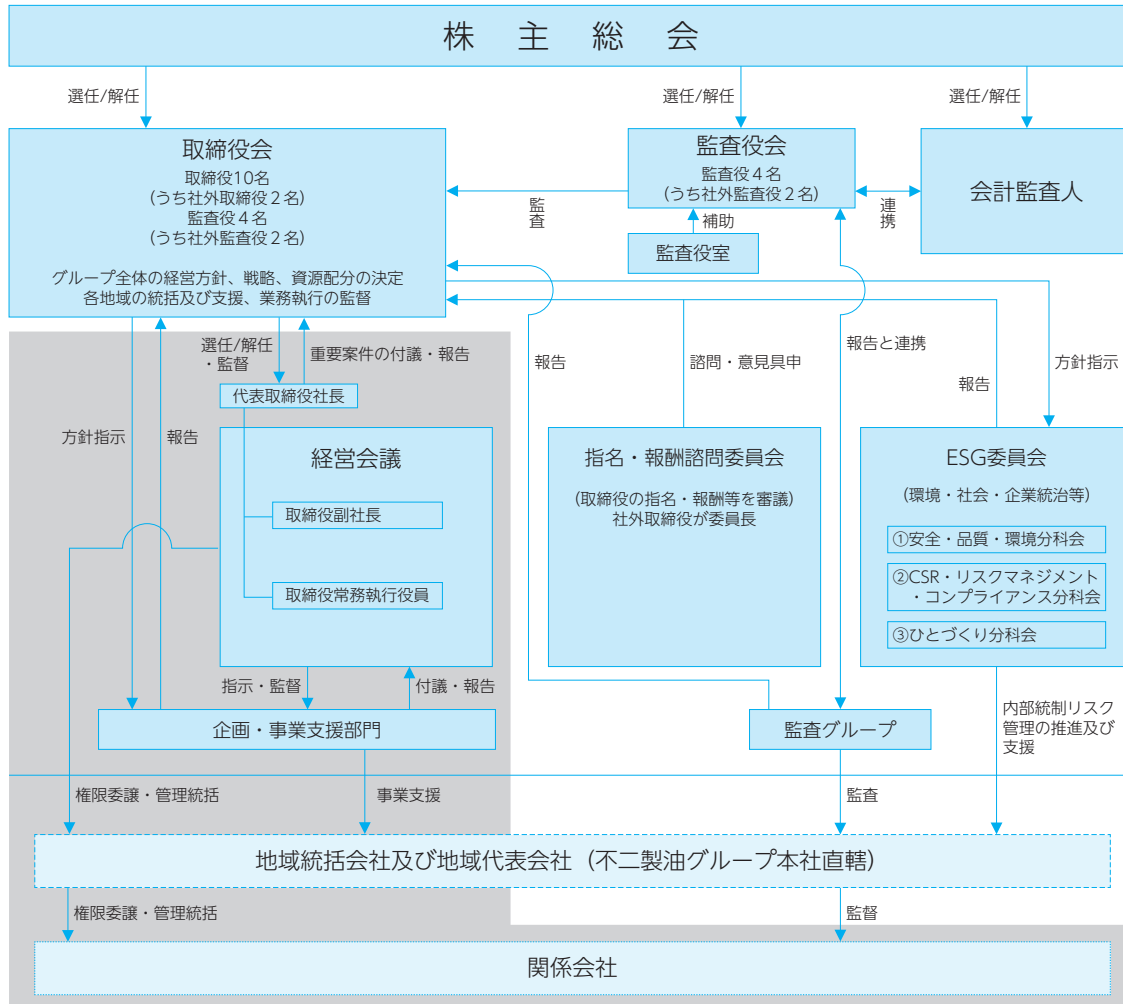 株主総会
選任/解任
選任/解任
選任/解任
取締役会
取締役10名
(うち社外取締役２名)
監査役４名
(うち社外監査役２名)
グループ全体の経営方針、戦略、資源配分の決定
各地域の統括及び支援、業務執行の監督
監査
監査役会
監査役４名
(うち社外監査役２名)
補助
監査役室
連携
会計監査人
選任/解任
・監督
重要案件の付議・報告
代表取締役社長
方針指示
報告
報告
諮問・意見具申
報告と連携
報告
方針指示
経営会議
取締役副社長
取締役常務執行役員
指名・報酬諮問委員会
(取締役の指名・報酬等を審議)
社外取締役が委員長
ESG委員会
(環境・社会・企業統治等)
①安全・品質・環境分科会
②CSR・リスクマネジメント
・コンプライアンス分科会
③ひとづくり分科会
指示・監督
付議・報告
企画・事業支援部門
監査グループ
内部統制リスク
管理の推進及び
支援
権限委譲・管理統括
事業支援
監査
地域統括会社及び地域代表会社（不二製油グループ本社直轄）
権限委譲・管理統括
監督
関係会社